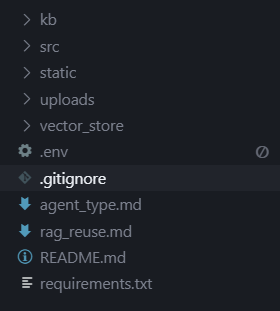 kb
src
static
uploads
vector_store
.env
.gitignore
agent_type.md
rag_reuse.md
README.md
requirements.txt